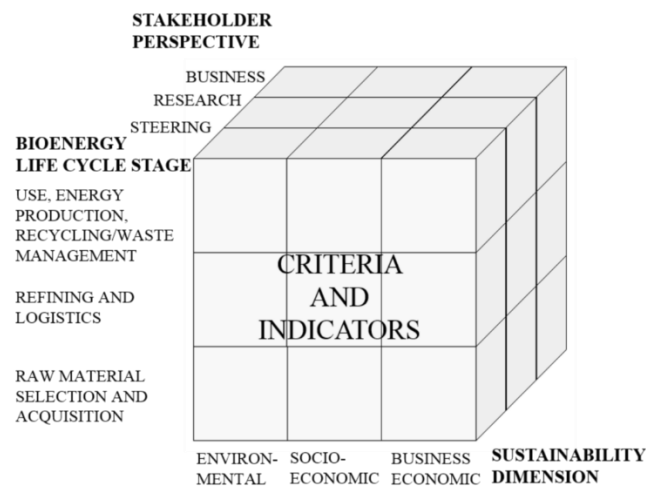 STAKEHOLDER
PERSPECTIVE
BUSINESS
RESEARCH
STEERING
BIOENERGY
LIFE CYCLE STAGE
USE, ENERGY
PRODUCTION,
RECYCLING/WASTE
MANAGEMENT
REFINING AND
LOGISTICS
RAW MATERIAL
SELECTION AND
ACQUISITION
CRITERIA
AND
INDICATORS
ENVIRON-
MENTAL
SOCIO-
ECONOMIC
BUSINESS
ECONOMIC
SUSTAINABILITY
DIMENSION